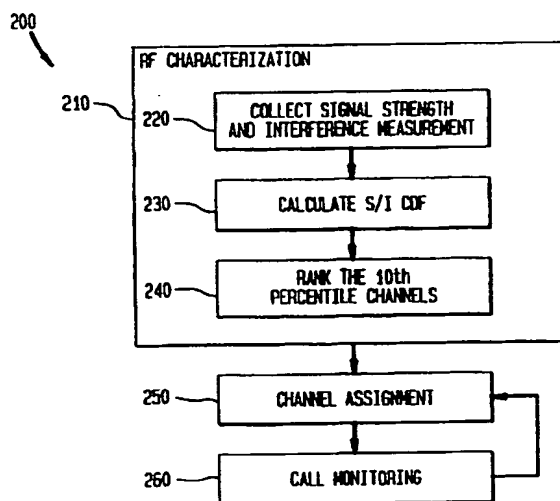 200
RF CHARACTERIZATION
210
220
COLLECT SIGNAL STRENGTH
AND INTERFERENCE MEASUREMENT
230
CALCULATE S/I CDF
240
RANK THE 10th
PERCENTILE CHANNELS
250
CHANNEL ASSIGNMENT
260
CALL MONITORING